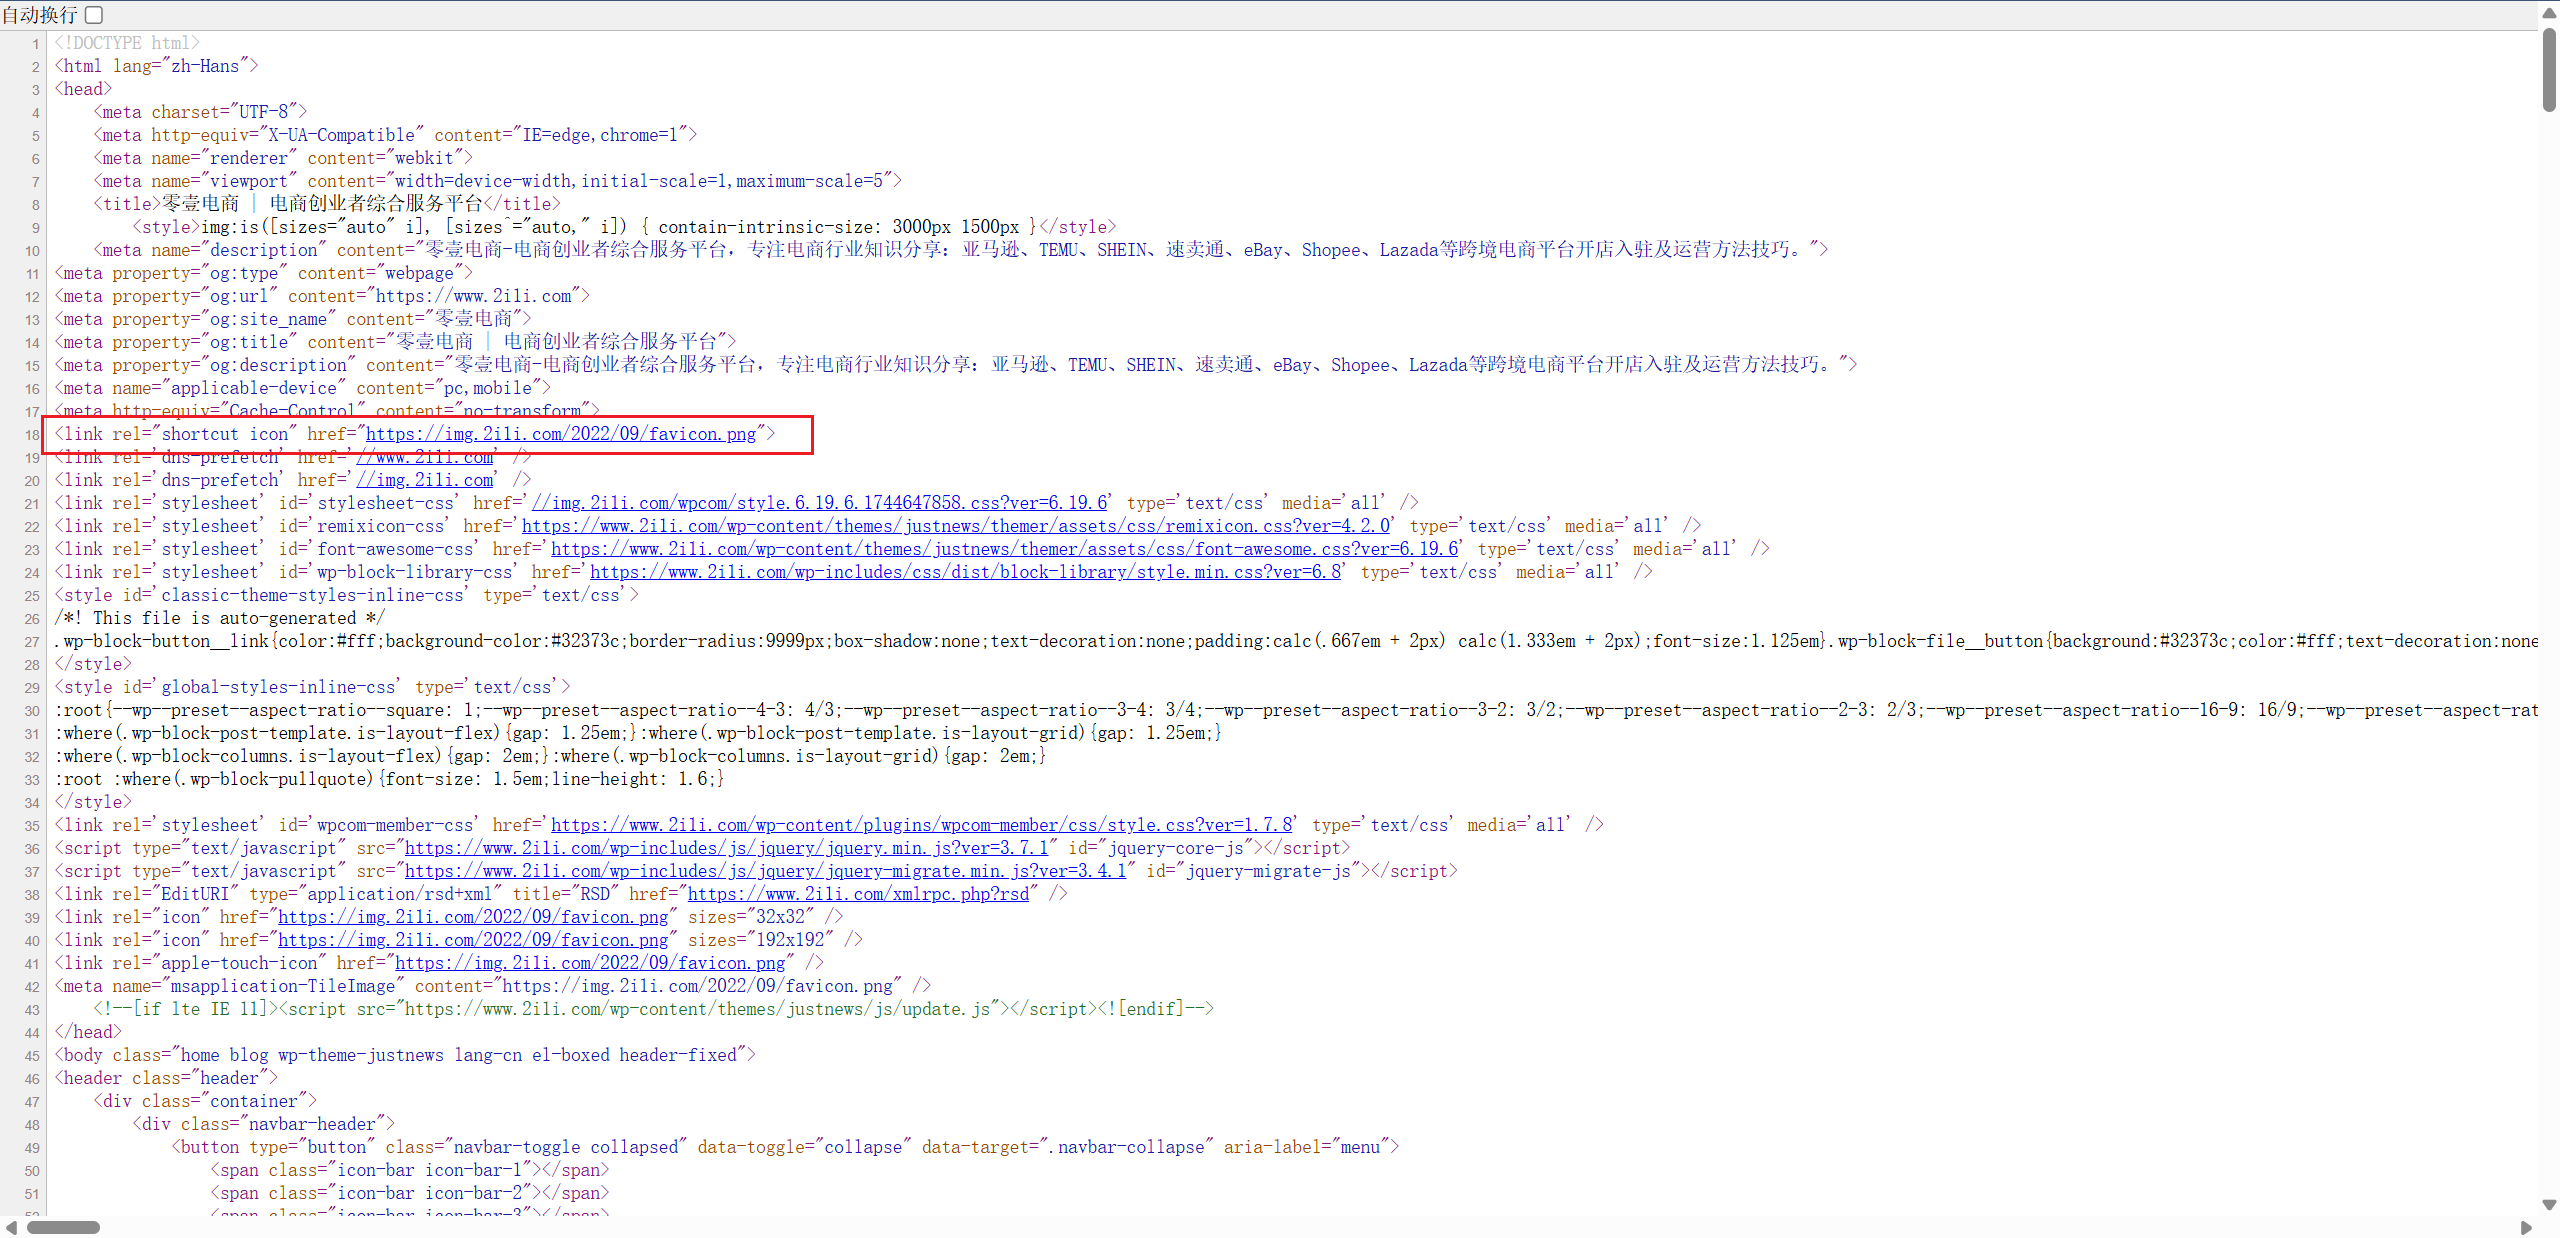 自动换行
1 <!DOCTYPE html>
2 <html lang="zh-Hans">
3 <head>
4 <meta charset="UTF-8">
5 <meta http-equiv="X-UA-Compatible" content="IE=edge,chrome=1">
6 <meta name="renderer" content="webkit">
7 <meta name="viewport" content="width=device-width,initial-scale=1,maximum-scale=5">
8 <title>零壹电商 | 电商创业者综合服务平台</title>
9 <style>img:is([sizes="auto" i], [sizes^="auto," i]) { contain-intrinsic-size: 3000px 1500px }</style>
10 <meta name="description" content="零壹电商-电商创业者综合服务平台，专注电商行业知识分享：亚马逊、TEMU、SHEIN、速卖通、eBay、Shopee、Lazada等跨境电商平台开店入驻及运营方法技巧。">
11 <meta property="og:type" content="webpage">
12 <meta property="og:url" content="https://www.2ili.com">
13 <meta property="og:site_name" content="零壹电商">
14 <meta property="og:title" content="零壹电商 | 电商创业者综合服务平台">
15 <meta property="og:description" content="零壹电商-电商创业者综合服务平台，专注电商行业知识分享：亚马逊、TEMU、SHEIN、速卖通、eBay、Shopee、Lazada等跨境电商平台开店入驻及运营方法技巧。">
16 <meta name="applicable-device" content="pc,mobile">
17 <meta http-equiv="Cache-Control" content="no-transform">
18 <link rel="shortcut icon" href="https://img.2ili.com/2022/09/favicon.png">
19 <link rel='dns-prefetch' href='//www.2ili.com' />
20 <link rel='dns-prefetch' href='//img.2ili.com' />
21 <link rel='stylesheet' id='stylesheet-css' href='//img.2ili.com/wpcom/style.6.19.6.1744647858.css?ver=6.19.6' type='text/css' media='all' />
22 <link rel='stylesheet' id='remixicon-css' href='https://www.2ili.com/wp-content/themes/justnews/themer/assets/css/remixicon.css?ver=4.2.0' type='text/css' media='all' />
23 <link rel='stylesheet' id='font-awesome-css' href='https://www.2ili.com/wp-content/themes/justnews/themer/assets/css/font-awesome.css?ver=6.19.6' type='text/css' media='all' />
24 <link rel='stylesheet' id='wp-block-library-css' href='https://www.2ili.com/wp-includes/css/dist/block-library/style.min.css?ver=6.8' type='text/css' media='all' />
25 <style id='classic-theme-styles-inline-css' type='text/css'>
26 /*! This file is auto-generated */
27 .wp-block-button__link{color:#fff;background-color:#32373c;border-radius:9999px;box-shadow:none;text-decoration:none;padding:calc(.667em + 2px) calc(1.333em + 2px);font-size:1.125em}.wp-block-file__button{background:#32373c;color:#fff;text-decoration:none
28 </style>
29 <style id='global-styles-inline-css' type='text/css'>
30 :root{--wp--preset--aspect-ratio--square: 1;--wp--preset--aspect-ratio--4-3: 4/3;--wp--preset--aspect-ratio--3-4: 3/4;--wp--preset--aspect-ratio--3-2: 3/2;--wp--preset--aspect-ratio--2-3: 2/3;--wp--preset--aspect-ratio--16-9: 16/9;--wp--preset--aspect-rat
31 :where(.wp-block-post-template.is-layout-flex){gap: 1.25em;}:where(.wp-block-post-template.is-layout-grid){gap: 1.25em;}
32 :where(.wp-block-columns.is-layout-flex){gap: 2em;}:where(.wp-block-columns.is-layout-grid){gap: 2em;}
33 :root :where(.wp-block-pullquote){font-size: 1.5em;line-height: 1.6;}
34 </style>
35 <link rel='stylesheet' id='wpcom-member-css' href='https://www.2ili.com/wp-content/plugins/wpcom-member/css/style.css?ver=1.7.8' type='text/css' media='all' />
36 <script type="text/javascript" src="https://www.2ili.com/wp-includes/js/jquery/jquery.min.js?ver=3.7.1" id="jquery-core-js"></script>
37 <script type="text/javascript" src="https://www.2ili.com/wp-includes/js/jquery/jquery-migrate.min.js?ver=3.4.1" id="jquery-migrate-js"></script>
38 <link rel="EditURI" type="application/rsd+xml" title="RSD" href="https://www.2ili.com/xmlrpc.php?rsd" />
39 <link rel="icon" href="https://img.2ili.com/2022/09/favicon.png" sizes="32x32" />
40 <link rel="icon" href="https://img.2ili.com/2022/09/favicon.png" sizes="192x192" />
41 <link rel="apple-touch-icon" href="https://img.2ili.com/2022/09/favicon.png" />
42 <meta name="msapplication-TileImage" content="https://img.2ili.com/2022/09/favicon.png" />
43 <!--[if lte IE 11]><script src="https://www.2ili.com/wp-content/themes/justnews/js/update.js"></script><![endif]-->
44 </head>
45 <body class="home blog wp-theme-justnews lang-cn el-boxed header-fixed">
46 <header class="header">
47 <div class="container">
48 <div class="navbar-header">
49 <button type="button" class="navbar-toggle collapsed" data-toggle="collapse" data-target=".navbar-collapse" aria-label="menu">
50 <span class="icon-bar icon-bar-1"></span>
51 <span class="icon-bar icon-bar-2"></span>
52 <span class="icon-bar icon-bar-3"></span>